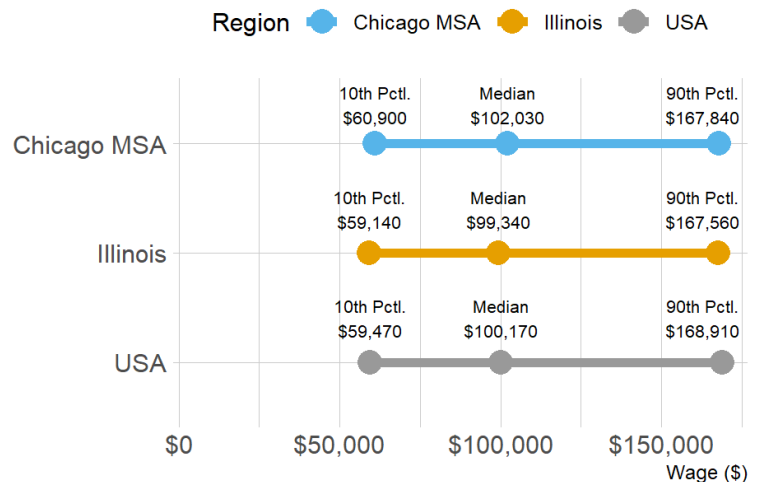 Region Chicago MSA Illinois USA
10th Pctl. Median 90th Pctl.
$60,900 $102,030 $167,840
Chicago MSA
10th Pctl. Median 90th Pctl.
$59,140 $99,340 $167,560
Illinois
10th Pctl. Median 90th Pctl.
$59,470 $100,170 $168,910
USA
$0 $50,000 $100,000 $150,000
Wage ($)